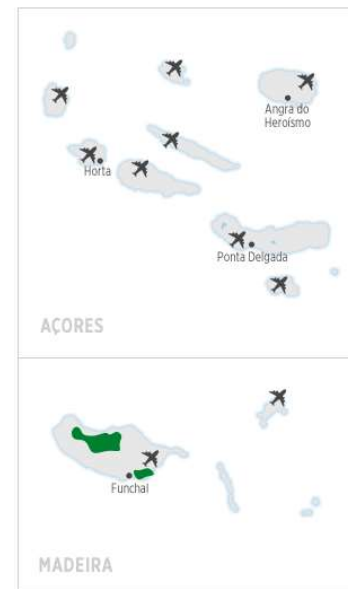 Angra do
Heroísmo
Horta
Ponta Delgada
AÇORES
Funchal
MADEIRA